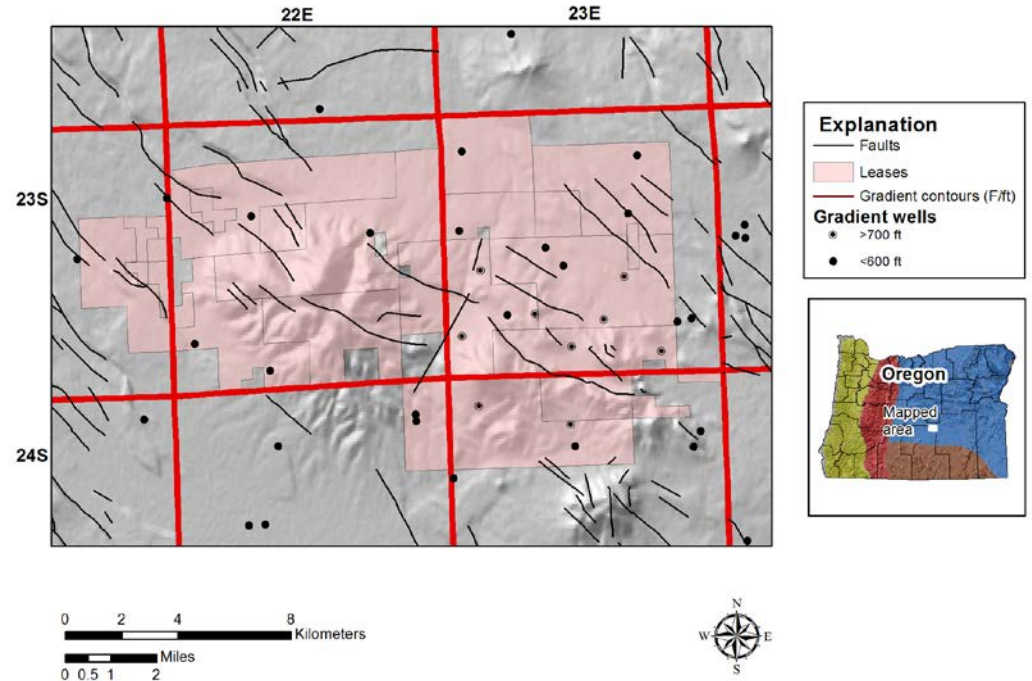 22E
23E
23S
24S
Explanation
Faults
Leases
Gradient contours (F/ft)
Gradient wells
>700 ft
<600 ft
Oregon
Mapped
area
0 2 4 8
Kilometers
Miles
0 0.5 1 2
N
W E
S